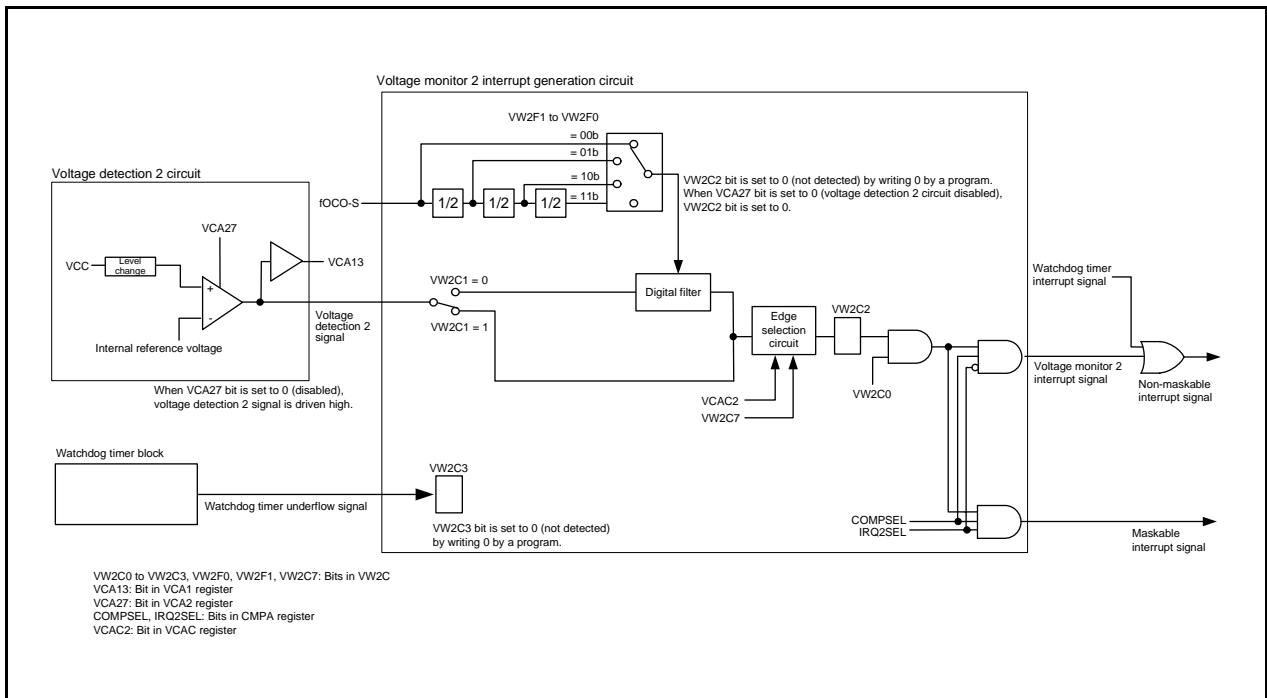 Voltage monitor 2 interrupt generation circuit
VW2F1 to VW2F0
= 00b
= 01b
= 10b
= 11b
fOCO-S
1/2
1/2
1/2
VW2C2 bit is set to 0 (not detected) by writing 0 by a program.
When VCA27 bit is set to 0 (voltage detection 2 circuit disabled),
VW2C2 bit is set to 0.
Voltage detection 2 circuit
VCA27
VCC
Level
change
+
-
VCA13
Internal reference voltage
Voltage
detection 2
signal
When VCA27 bit is set to 0 (disabled),
voltage detection 2 signal is driven high.
VW2C1 = 0
VW2C1 = 1
Digital filter
Edge
selection
circuit
VCAC2
VW2C7
VW2C2
VW2C0
Watchdog timer
interrupt signal
Voltage monitor 2
interrupt signal
Non-maskable
interrupt signal
Watchdog timer block
Watchdog timer underflow signal
VW2C3
VW2C3 bit is set to 0 (not detected)
by writing 0 by a program.
COMPSEL
IRQ2SEL
Maskable
interrupt signal
VW2C0 to VW2C3, VW2F0, VW2F1, VW2C7: Bits in VW2C
VCA13: Bit in VCA1 register
VCA27: Bit in VCA2 register
COMPSEL, IRQ2SEL: Bits in CMPA register
VCAC2: Bit in VCAC register